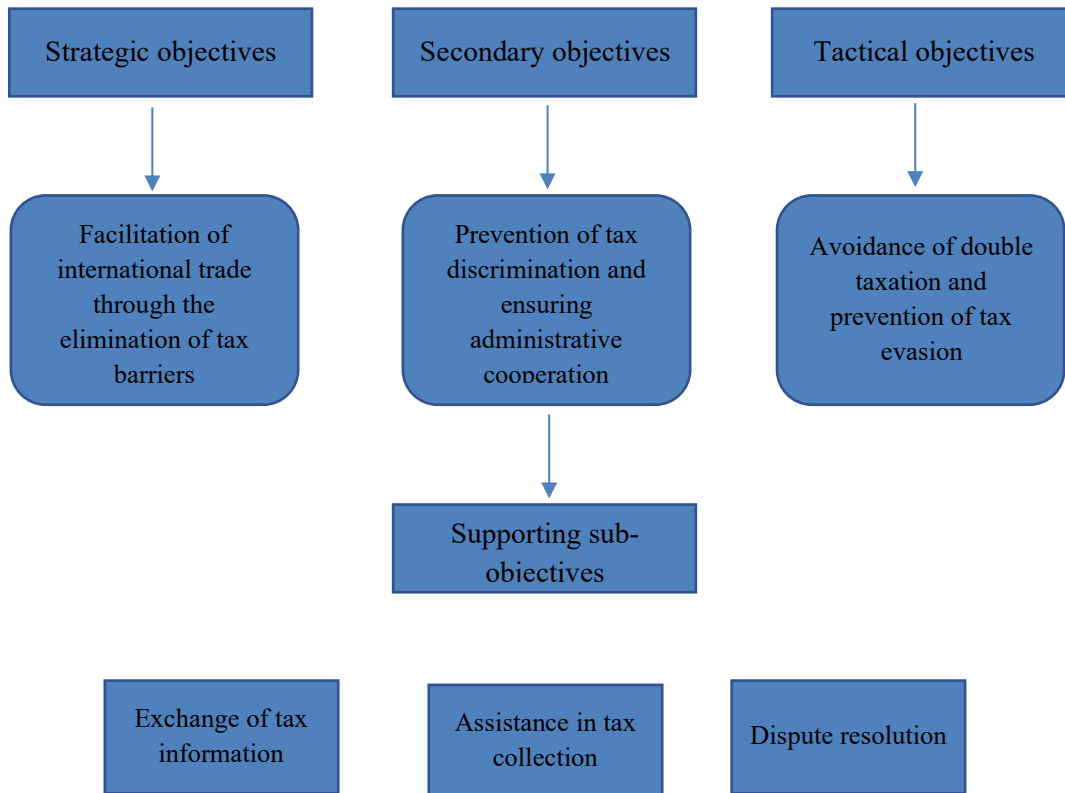 Strategic objectives
Secondary objectives
Tactical objectives
Facilitation of
international trade
through the
elimination of tax
barriers
Prevention of tax
discrimination and
ensuring
administrative
cooperation
Avoidance of double
taxation and
prevention of tax
evasion
Supporting sub-
objectives
Exchange of tax
information
Assistance in tax
collection
Dispute resolution